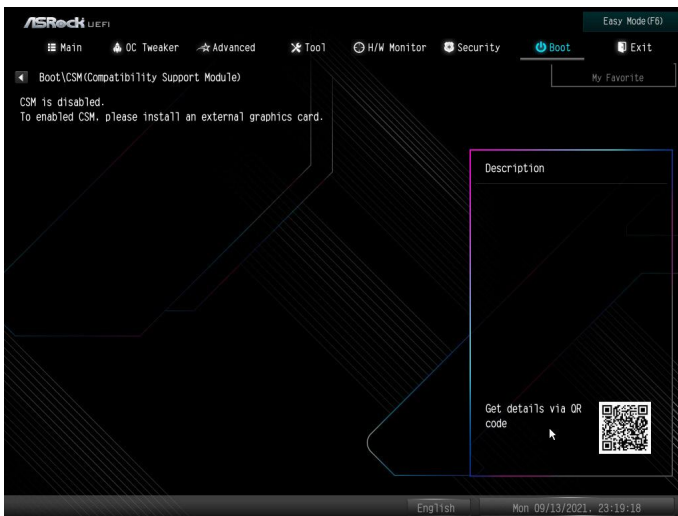 ASRock UEFI
Easy Mode(F6)
Main OC Tweaker Advanced Tool H/W Monitor Security Boot Exit
Boot\CSM(Compatibility Support Module)
My Favorite
CSM is disabled.
To enabled CSM, please install an external graphics card.
Description
Get details via QR
code
English
Mon 09/13/2021, 23:19:18